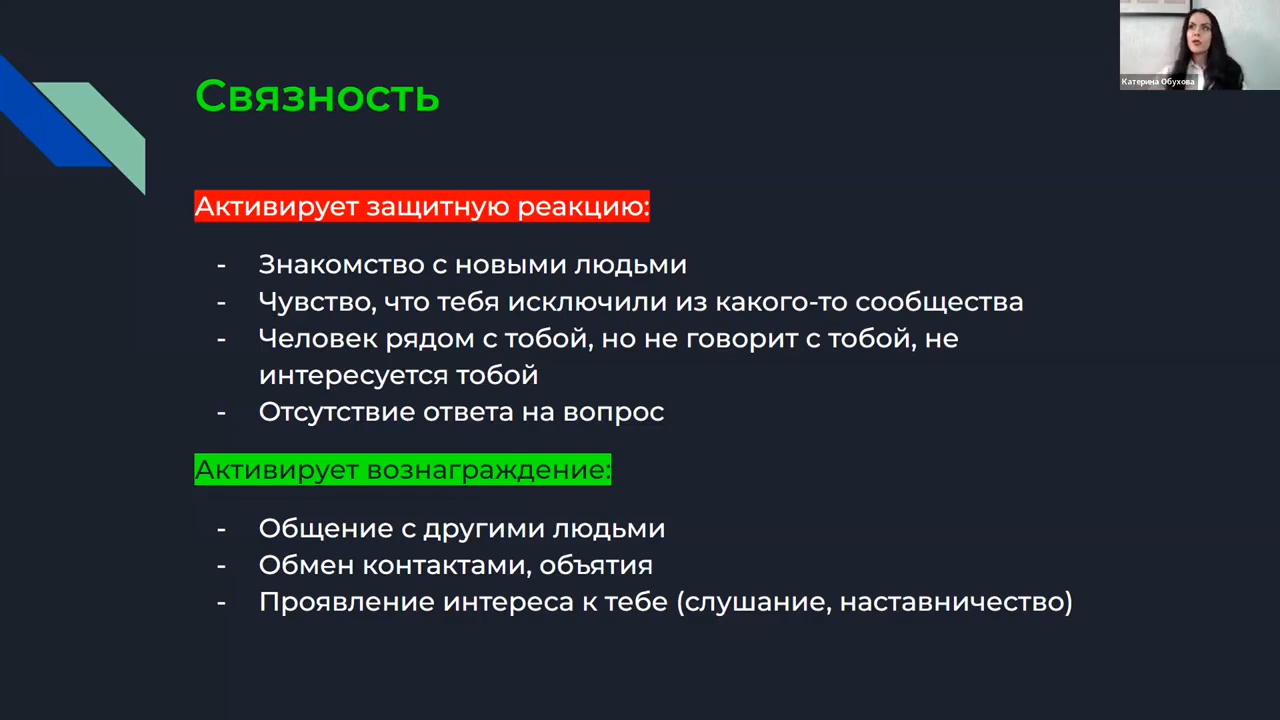 Катерина Обухова
Связность
Активирует защитную реакцию:
- Знакомство с новыми людьми
- Чувство, что тебя исключили из какого-то сообщества
- Человек рядом с тобой, но не говорит с тобой, не
интересуется тобой
- Отсутствие ответа на вопрос
Активирует вознаграждение:
- Общение с другими людьми
- Обмен контактами, объятия
- Проявление интереса к тебе (слушание, наставничество)